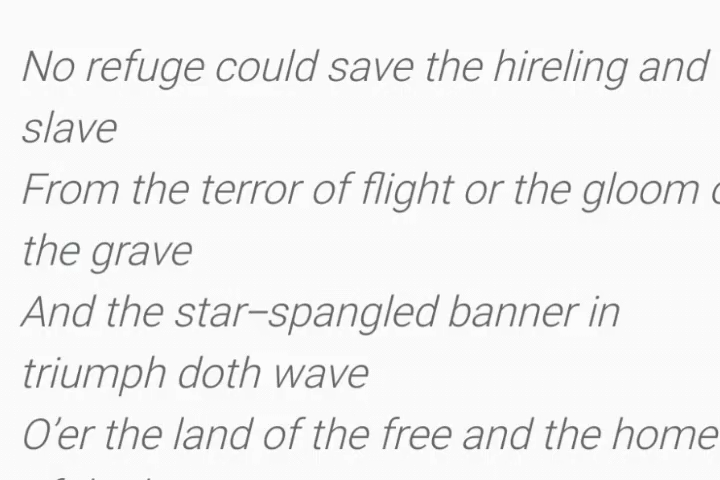 No refuge could save the hireling and
slave
From the terror of flight or the gloom
the grave
And the star–spangled banner in
triumph doth wave
O’er the land of the free and the home